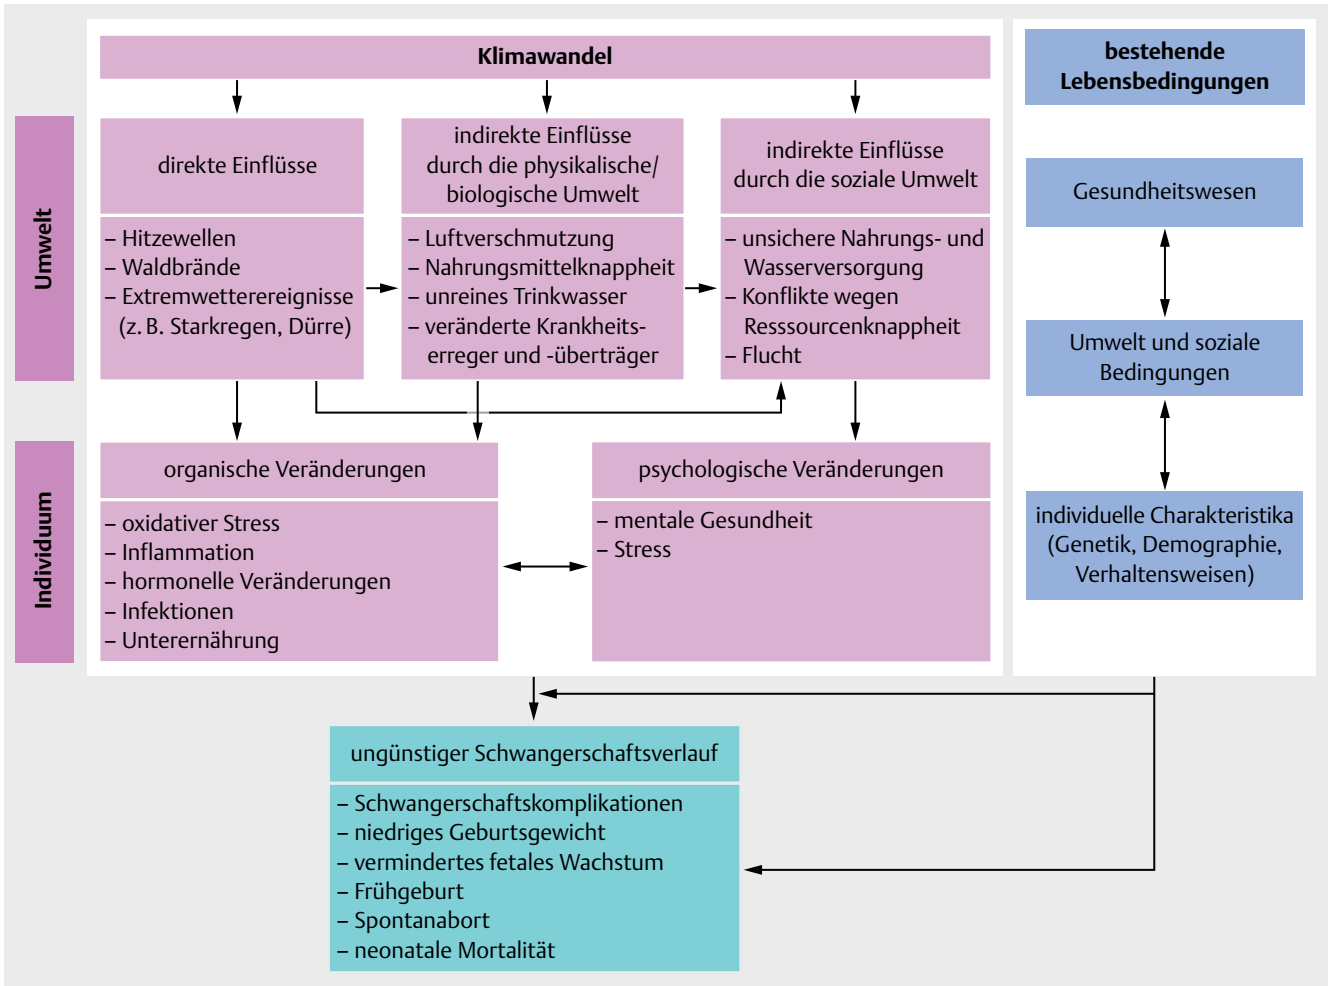 Klimawandel
bestehende
Lebensbedingungen
Umwelt
direkte Einflüsse
– Hitzewellen
– Waldbrände
– Extremwetterereignisse
(z. B. Starkregen, Dürre)
indirekte Einflüsse
durch die physikalische/
biologische Umwelt
– Luftverschmutzung
– Nahrungsmittelknappheit
– unreines Trinkwasser
– veränderte Krankheits-
erreger und -überträger
indirekte Einflüsse
durch die soziale Umwelt
– unsichere Nahrungs- und
Wasserversorgung
– Konflikte wegen
Resssourcenknappheit
– Flucht
Gesundheitswesen
Umwelt und soziale
Bedingungen
individuelle Charakteristika
(Genetik, Demographie,
Verhaltensweisen)
Individuum
organische Veränderungen
– oxidativer Stress
– Inflammation
– hormonelle Veränderungen
– Infektionen
– Unterernährung
psychologische Veränderungen
– mentale Gesundheit
– Stress
ungünstiger Schwangerschaftsverlauf
– Schwangerschaftskomplikationen
– niedriges Geburtsgewicht
– vermindertes fetales Wachstum
– Frühgeburt
– Spontanabort
– neonatale Mortalität